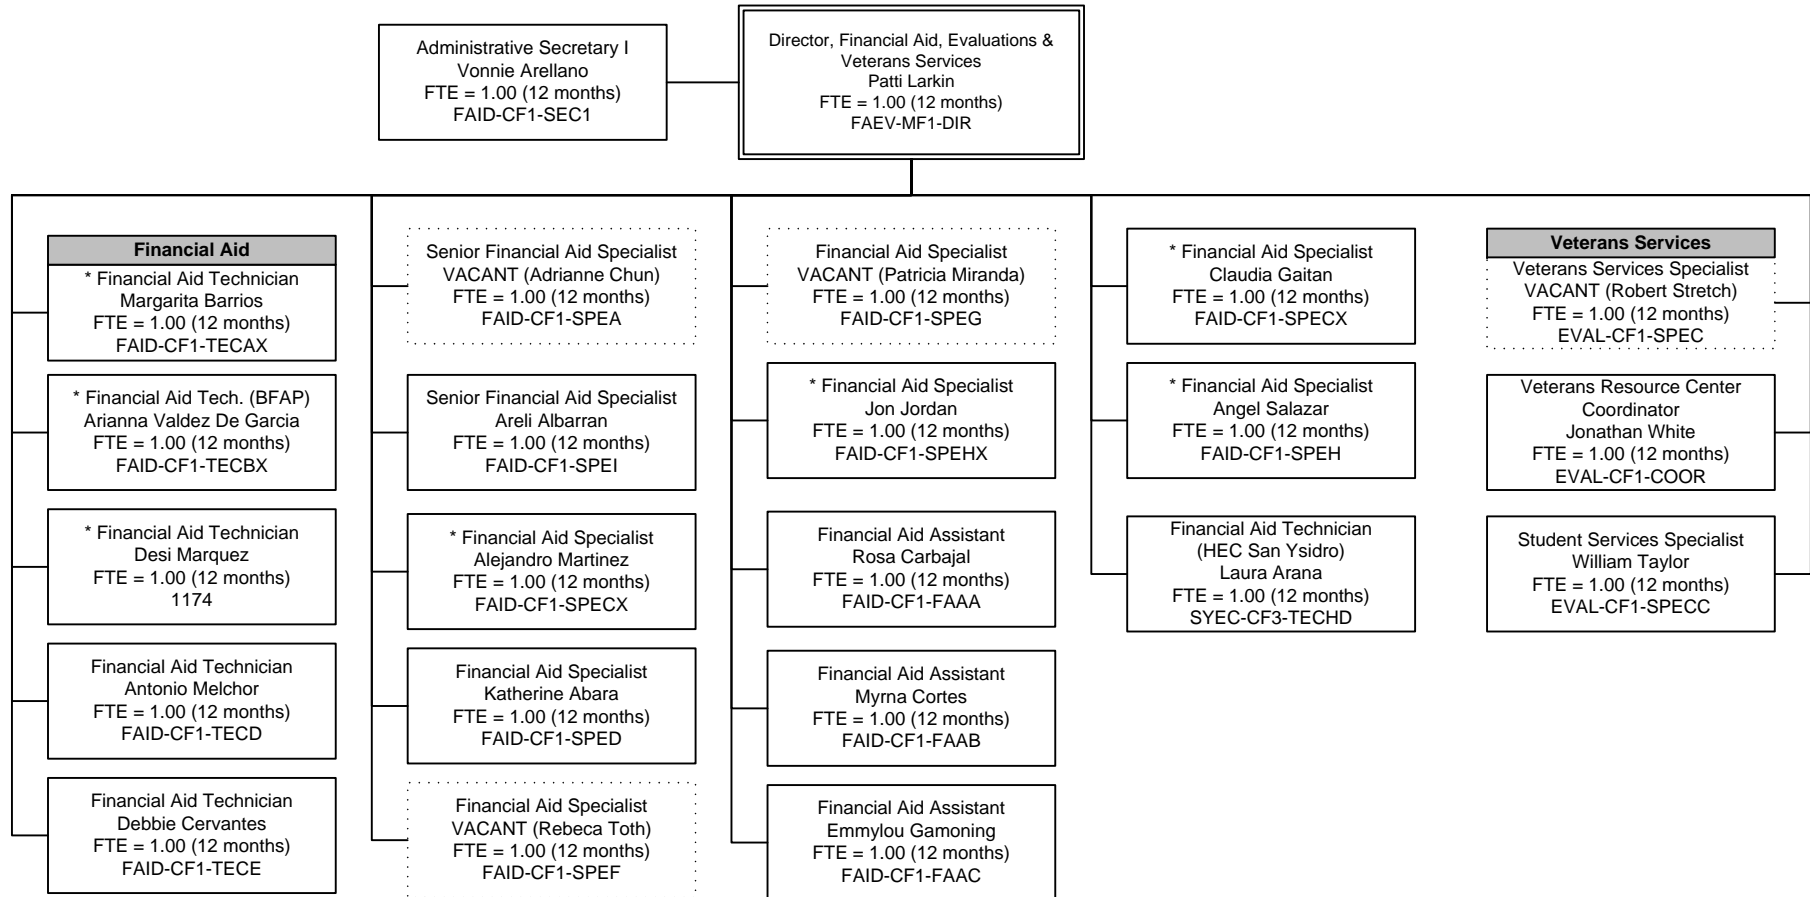 Administrative Secretary I
Vonnie Arellano
FTE = 1.00 (12 months)
FAID-CF1-SEC1
Director, Financial Aid, Evaluations &
Veterans Services
Patti Larkin
FTE = 1.00 (12 months)
FAEV-MF1-DIR
Financial Aid
* Financial Aid Technician
Margarita Barrios
FTE = 1.00 (12 months)
FAID-CF1-TECAX
* Financial Aid Tech. (BFAP)
Arianna Valdez De Garcia
FTE = 1.00 (12 months)
FAID-CF1-TECBX
* Financial Aid Technician
Desi Marquez
FTE = 1.00 (12 months)
1174
Financial Aid Technician
Antonio Melchor
FTE = 1.00 (12 months)
FAID-CF1-TECD
Financial Aid Technician
Debbie Cervantes
FTE = 1.00 (12 months)
FAID-CF1-TECE
Senior Financial Aid Specialist
VACANT (Adrianne Chun)
FTE = 1.00 (12 months)
FAID-CF1-SPEA
Senior Financial Aid Specialist
Areli Albarran
FTE = 1.00 (12 months)
FAID-CF1-SPEI
* Financial Aid Specialist
Alejandro Martinez
FTE = 1.00 (12 months)
FAID-CF1-SPECX
Financial Aid Specialist
Katherine Abara
FTE = 1.00 (12 months)
FAID-CF1-SPED
Financial Aid Specialist
VACANT (Rebeca Toth)
FTE = 1.00 (12 months)
FAID-CF1-SPEF
Financial Aid Specialist
VACANT (Patricia Miranda)
FTE = 1.00 (12 months)
FAID-CF1-SPEG
* Financial Aid Specialist
Jon Jordan
FTE = 1.00 (12 months)
FAID-CF1-SPEHX
Financial Aid Assistant
Rosa Carbajal
FTE = 1.00 (12 months)
FAID-CF1-FAAA
Financial Aid Assistant
Myrna Cortes
FTE = 1.00 (12 months)
FAID-CF1-FAAB
Financial Aid Assistant
Emmylou Gamoning
FTE = 1.00 (12 months)
FAID-CF1-FAAC
* Financial Aid Specialist
Claudia Gaitan
FTE = 1.00 (12 months)
FAID-CF1-SPECX
* Financial Aid Specialist
Angel Salazar
FTE = 1.00 (12 months)
FAID-CF1-SPEH
Financial Aid Technician
(HEC San Ysidro)
Laura Arana
FTE = 1.00 (12 months)
SYEC-CF3-TECHD
Veterans Services
Veterans Services Specialist
VACANT (Robert Stretch)
FTE = 1.00 (12 months)
EVAL-CF1-SPEC
Veterans Resource Center
Coordinator
Jonathan White
FTE = 1.00 (12 months)
EVAL-CF1-COOR
Student Services Specialist
William Taylor
FTE = 1.00 (12 months)
EVAL-CF1-SPECC